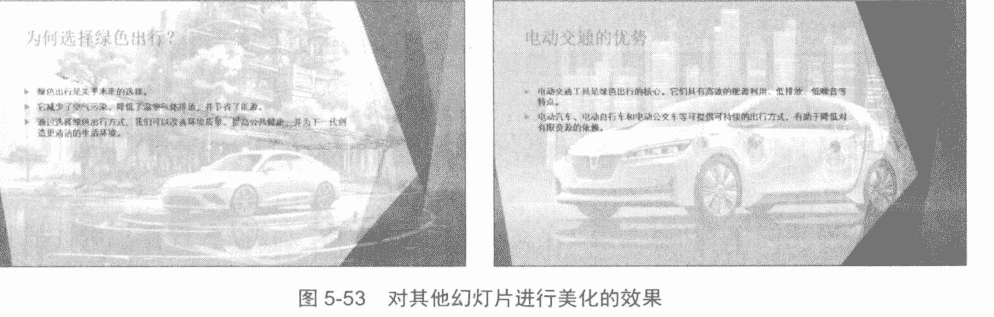 为何选择绿色出行？
绿色出行是关乎未来的选择。
它减少了空气污染、降低了温室气体排放，并节省了能源。
通过选择绿色出行方式，我们可以改善环境质量、提高公共健康，并为下一代创
造更清洁的生活环境。
电动交通的优势
电动交通工具是绿色出行的核心。它们具有高效的能源利用、低排放、低噪音等
特点。
电动汽车、电动自行车和电动公交车等可提供可持续的出行方式，有助于降低对
有限资源的依赖。
图 5-53 对其他幻灯片进行美化的效果